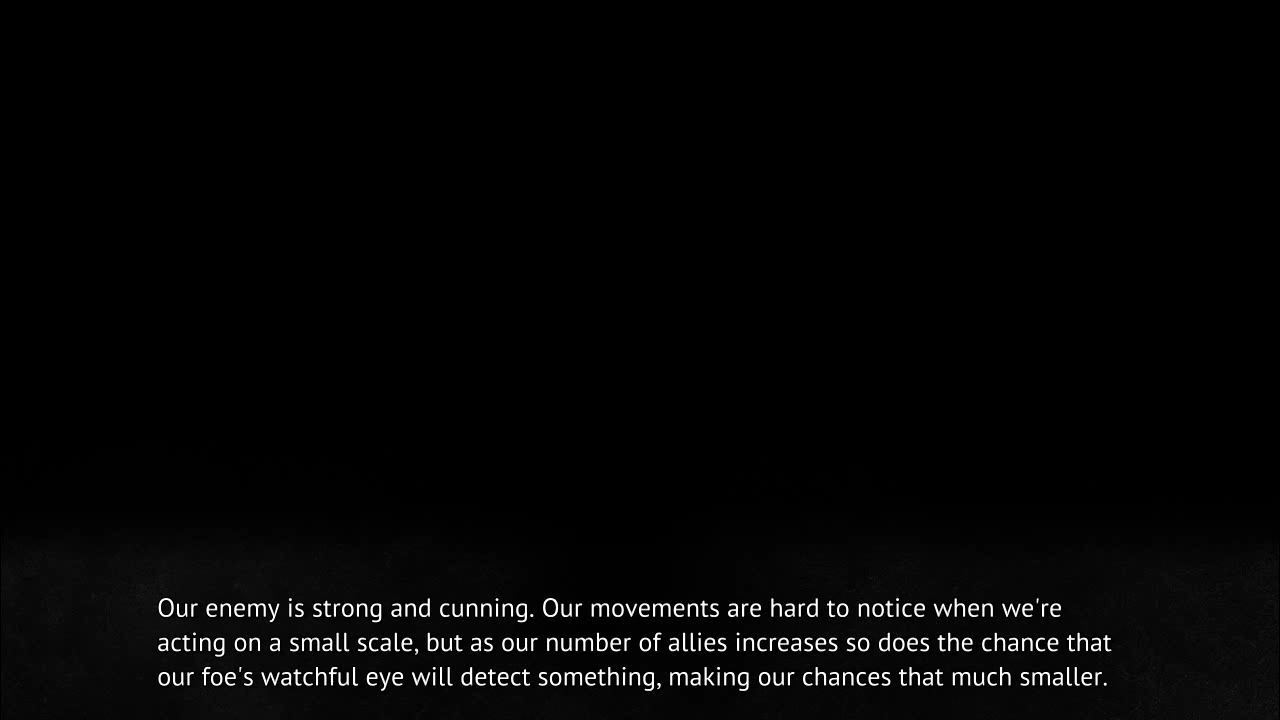 Our enemy is strong and cunning. Our movements are hard to notice when we're
acting on a small scale, but as our number of allies increases so does the chance that
our foe's watchful eye will detect something, making our chances that much smaller.